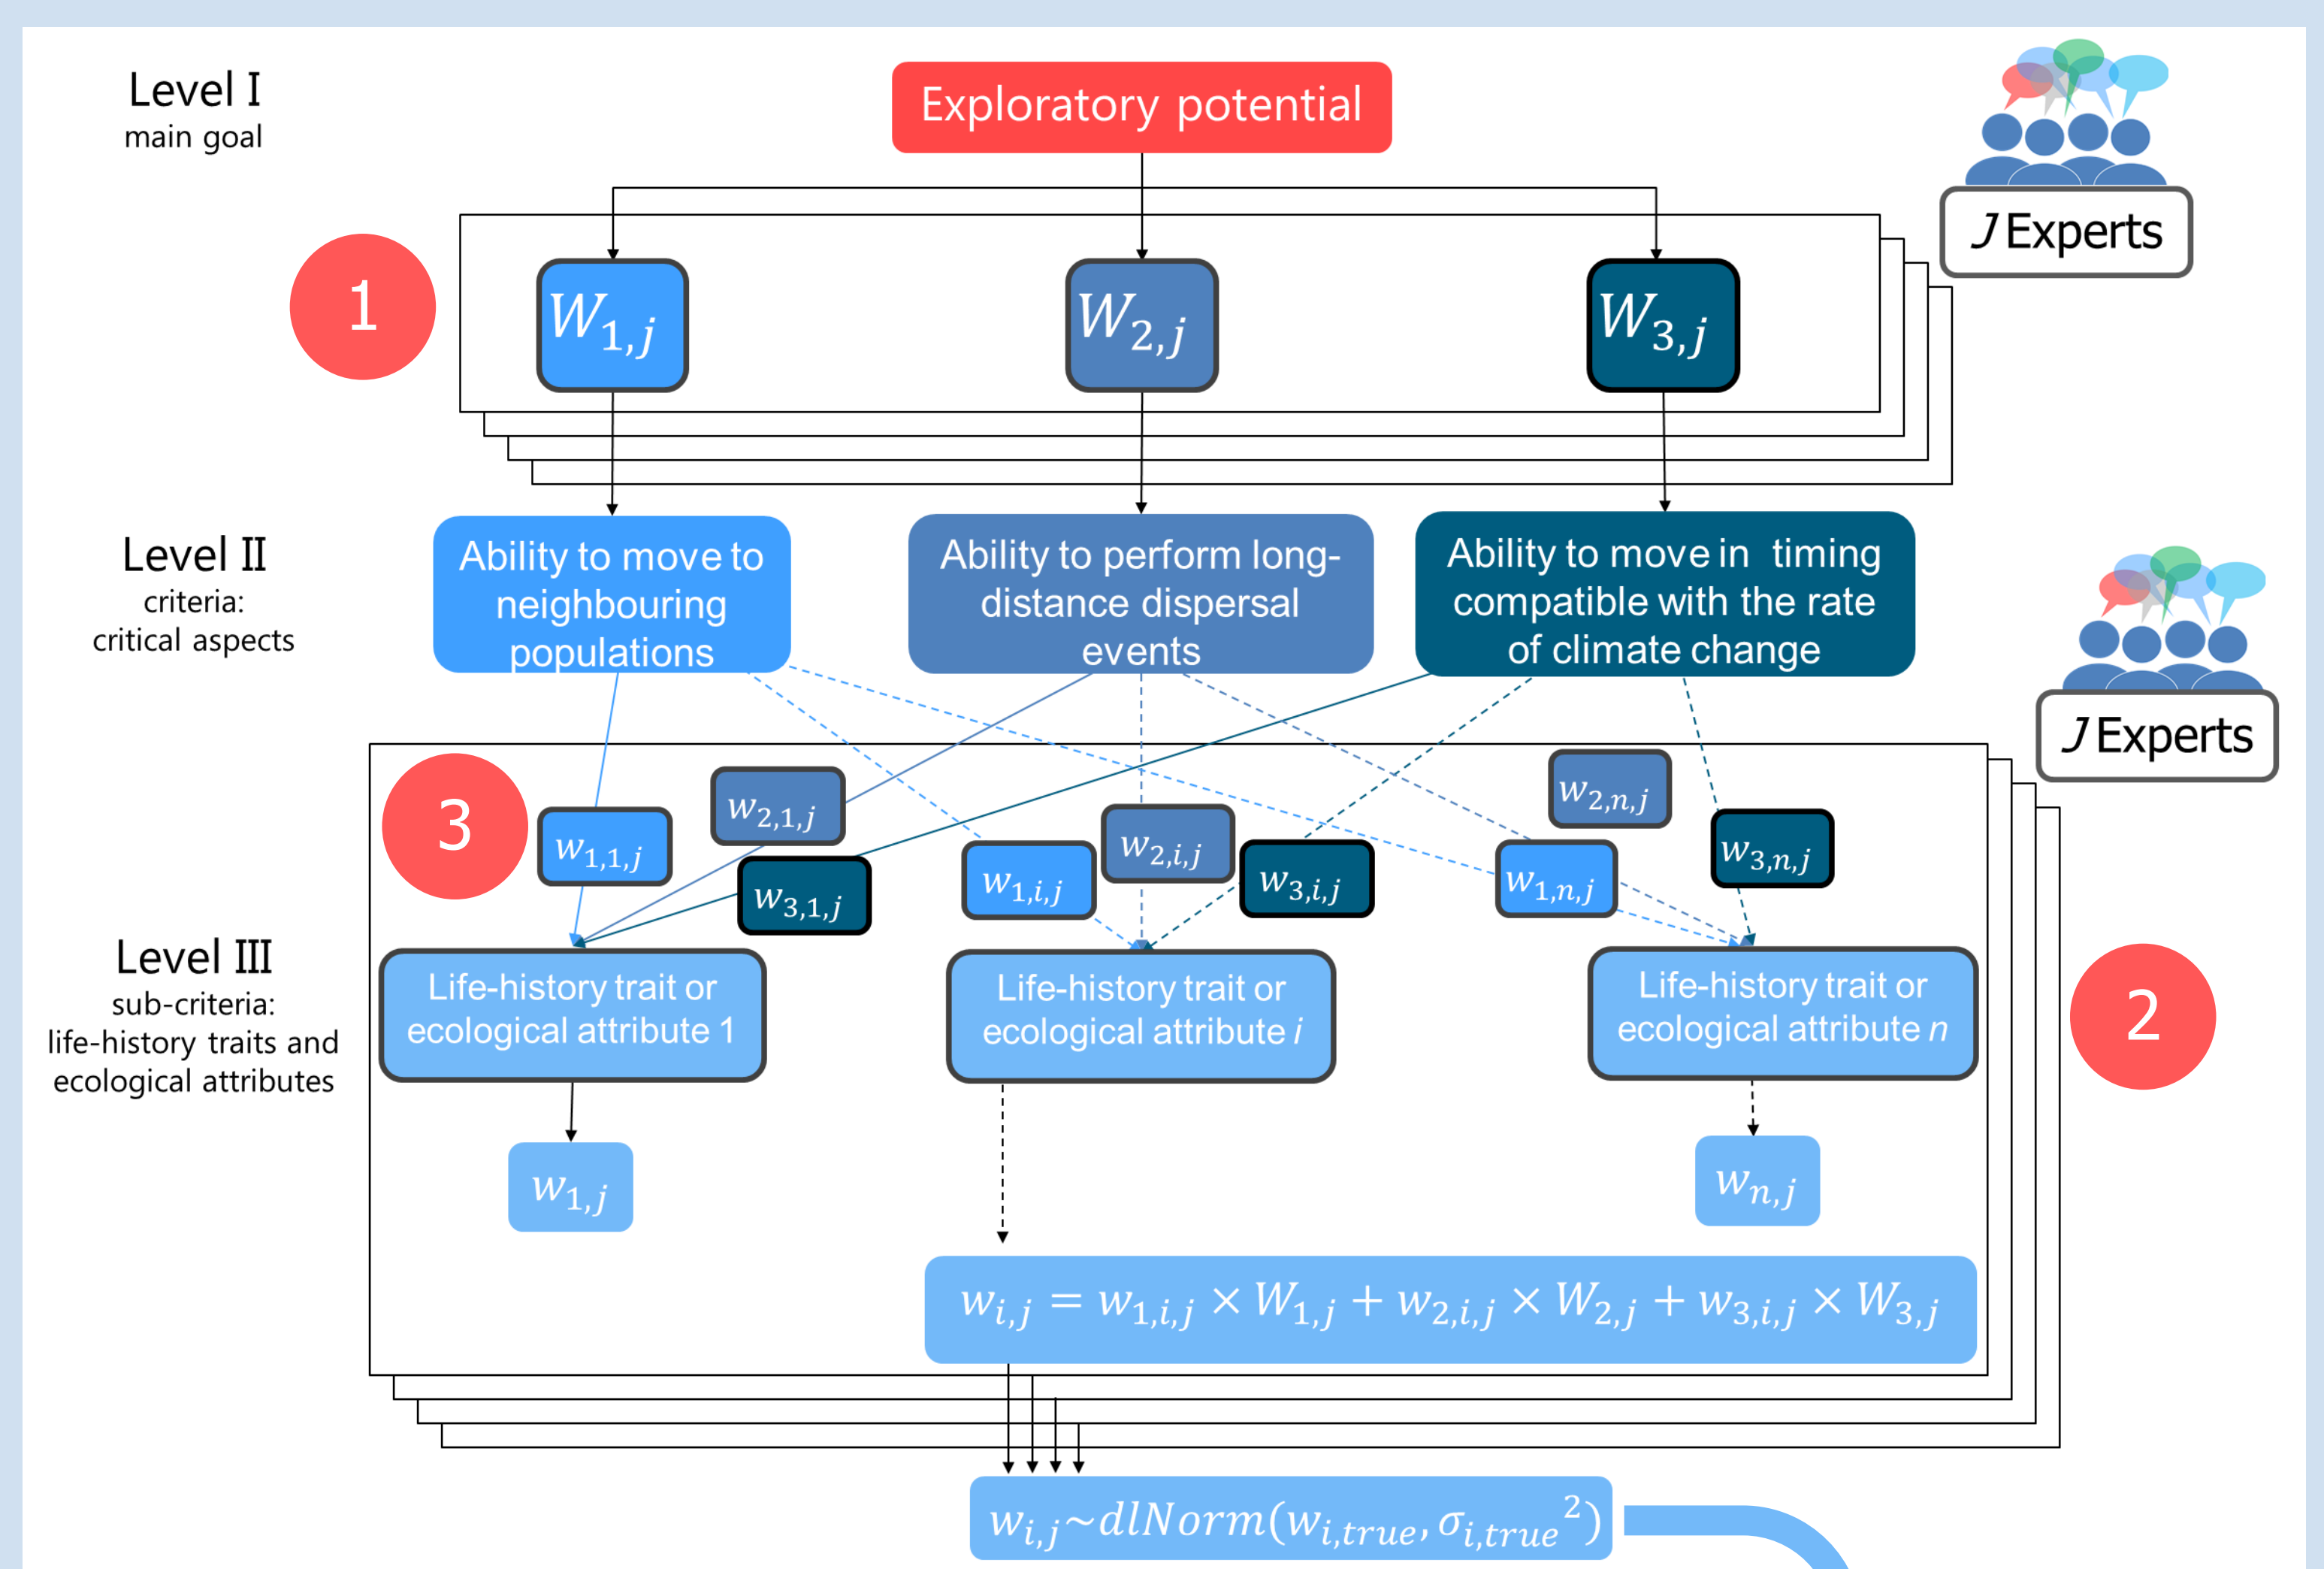 Level I
main goal
Exploratory potential
J Experts
1
W1,j
W2,j
W3,j
Level II
criteria:
critical aspects
Ability to move to
neighbouring
populations
Ability to perform long-
distance dispersal
events
Ability to move in timing
compatible with the rate
of climate change
J Experts
3
w1,1,j
w2,1,j
w3,1,j
w1,i,j
w2,i,j
w3,i,j
w1,n,j
w2,n,j
w3,n,j
Level III
sub-criteria:
life-history traits and
ecological attributes
Life-history trait or
ecological attribute 1
Life-history trait or
ecological attribute i
Life-history trait or
ecological attribute n
2
w1,j
wn,j
wi,j = w1,i,j × W1,j + w2,i,j × W2,j + w3,i,j × W3,j
wi,j~dlNorm(wi,true, σi,true²)